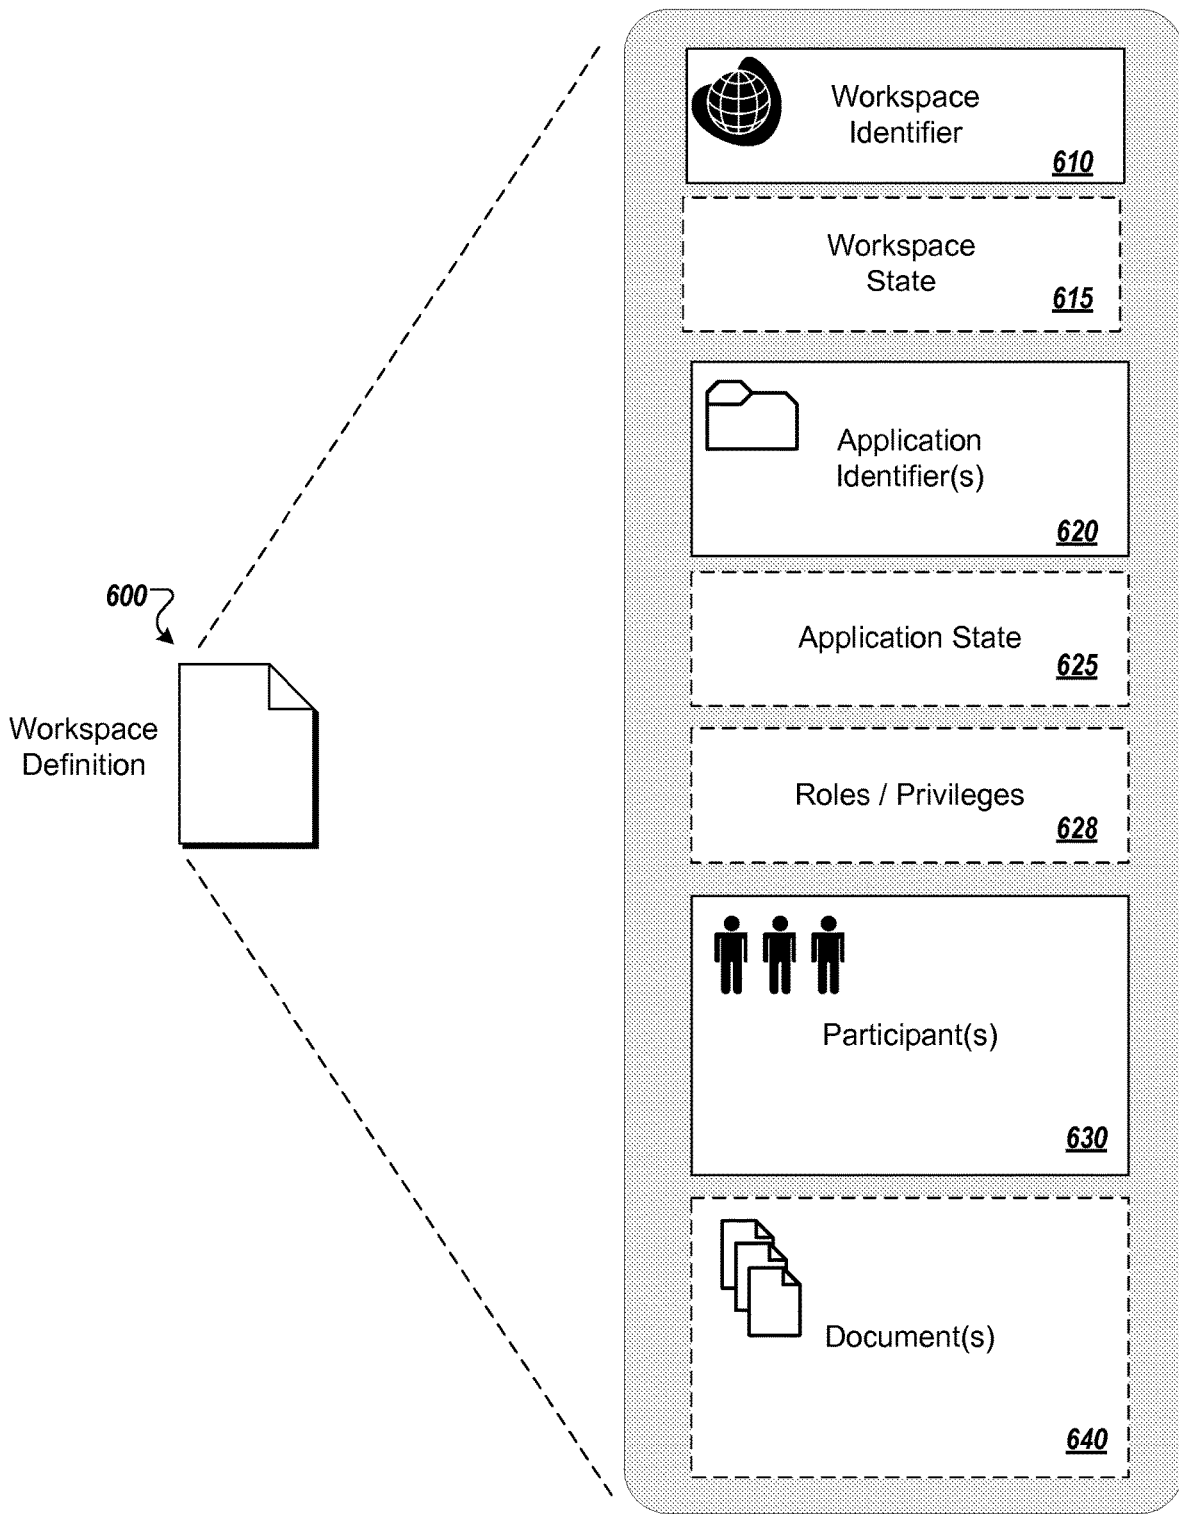 600
Workspace
Definition
Workspace
Identifier
610
Workspace
State
615
Application
Identifier(s)
620
Application State
625
Roles / Privileges
628
Participant(s)
630
Document(s)
640